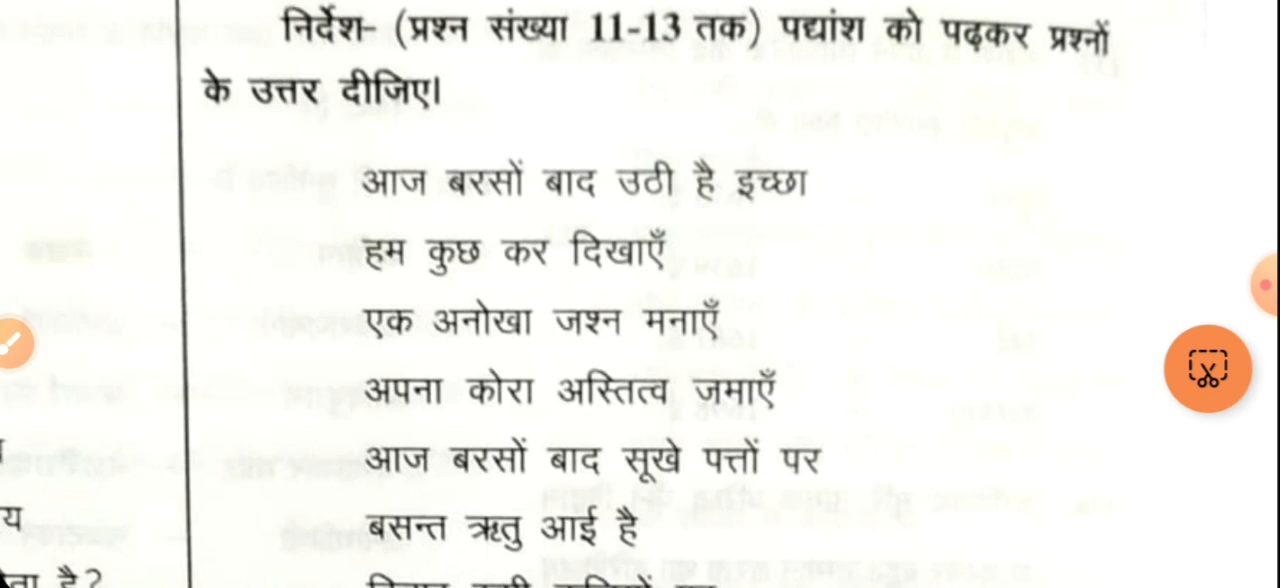 निर्देश- (प्रश्न संख्या 11-13 तक) पद्यांश को पढ़कर प्रश्नों
के उत्तर दीजिए।
आज बरसों बाद उठी है इच्छा
हम कुछ कर दिखाएँ
एक अनोखा जश्न मनाएँ
अपना कोरा अस्तित्व जमाएँ
आज बरसों बाद सूखे पत्तों पर
बसन्त ऋतु आई है
है?